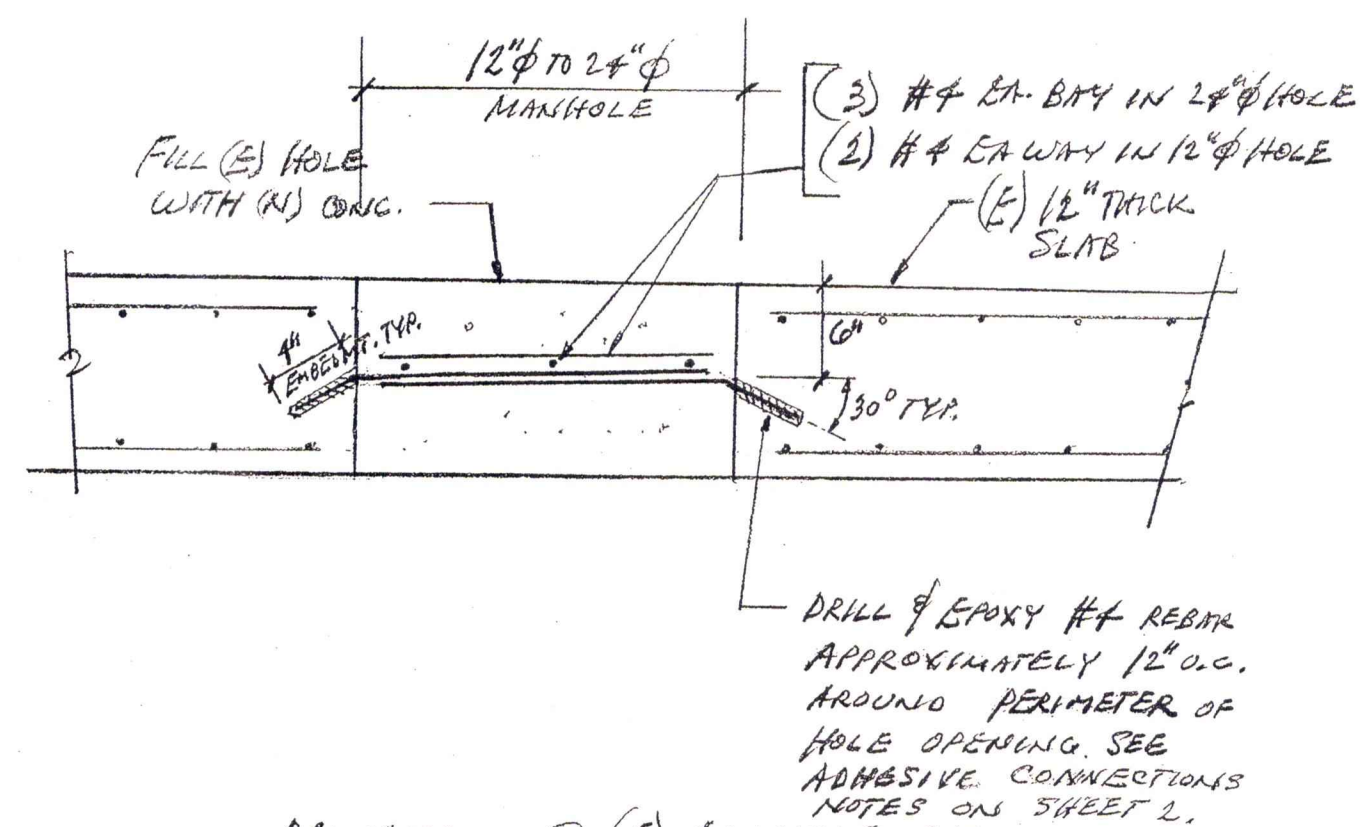 12"φ TO 24"φ
MANHOLE
(3) #4 EA. BAY IN 24"φ HOLE
(2) #4 EA WAY IN 12"φ HOLE
FILL (E) HOLE
WITH (N) CONC.
(E) 12" THICK
SLAB
4"
EMBEDMT. TYP.
6"
30° TYP.
DRILL & EPOXY #4 REBAR
APPROXIMATELY 12" O.C.
AROUND PERIMETER OF
HOLE OPENING. SEE
ADHESIVE CONNECTIONS
NOTES ON SHEET 2.
(E)